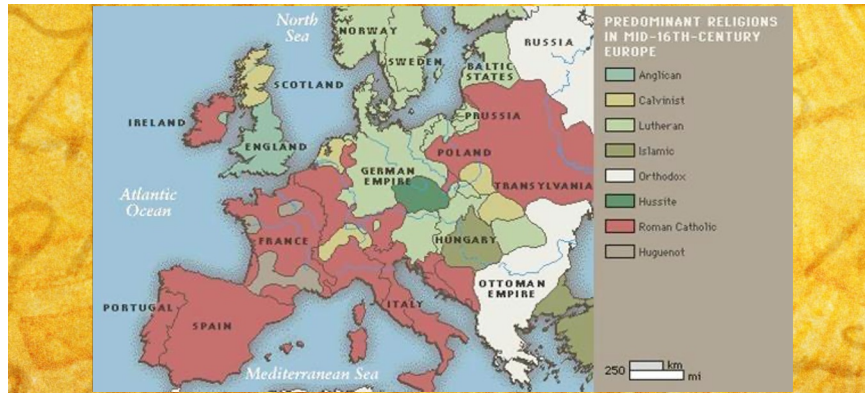 North
Sea
NORWAY
SWEDEN
RUSSIA
BALTIC
STATES
SCOTLAND
IRELAND
PRUSSIA
ENGLAND
POLAND
GERMAN
EMPIRE
TRANSYLVANIA
Atlantic
Ocean
FRANCE
HUNGARY
OTTOMAN
EMPIRE
PORTUGAL
ITALY
SPAIN
Mediterranean Sea
PREDOMINANT RELIGIONS
IN MID-16TH-CENTURY
EUROPE
Anglican
Calvinist
Lutheran
Islamic
Orthodox
Hussite
Roman Catholic
Huguenot
250 km
mi